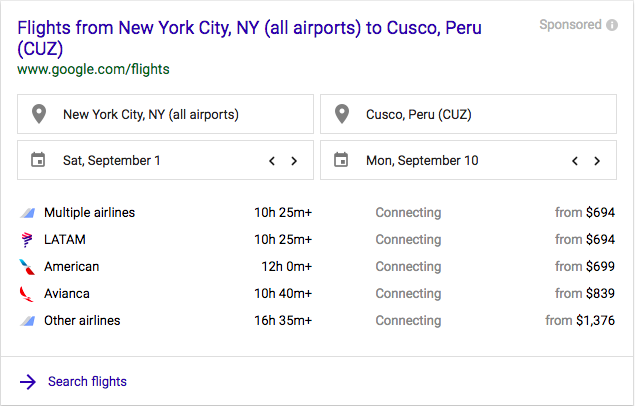 Flights from New York City, NY (all airports) to Cusco, Peru
(CUZ)
Sponsored
www.google.com/flights
New York City, NY (all airports)
Cusco, Peru (CUZ)
Sat, September 1
Mon, September 10
Multiple airlines 10h 25m+ Connecting from $694
LATAM 10h 25m+ Connecting from $694
American 12h 0m+ Connecting from $699
Avianca 10h 40m+ Connecting from $839
Other airlines 16h 35m+ Connecting from $1,376
Search flights